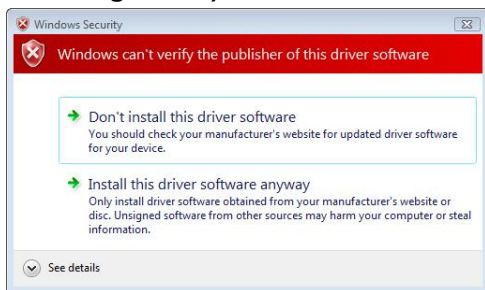 Windows Security
Windows can't verify the publisher of this driver software
Don't install this driver software
You should check your manufacturer's website for updated driver software
for your device.
Install this driver software anyway
Only install driver software obtained from your manufacturer's website or
disc. Unsigned software from other sources may harm your computer or steal
information.
See details